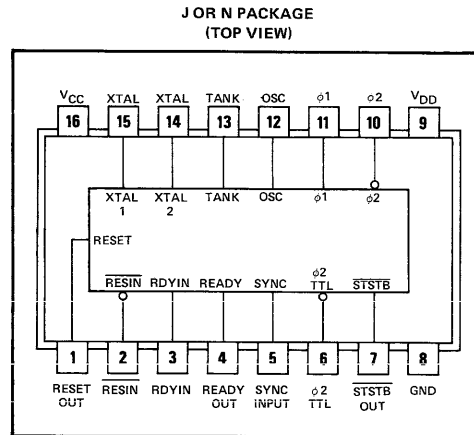 J OR N PACKAGE
(TOP VIEW)
VCC XTAL XTAL TANK OSC ϕ1 ϕ2 VDD
16 15 14 13 12 11 10 9
XTAL 1 XTAL 2 TANK OSC ϕ1 ϕ2
RESET
RESIN RDYIN READY SYNC ϕ2 TTL STSTB
1 2 3 4 5 6 7 8
RESET OUT RESIN RDYIN READY OUT SYNC INPUT ϕ2 TTL STSTB OUT GND